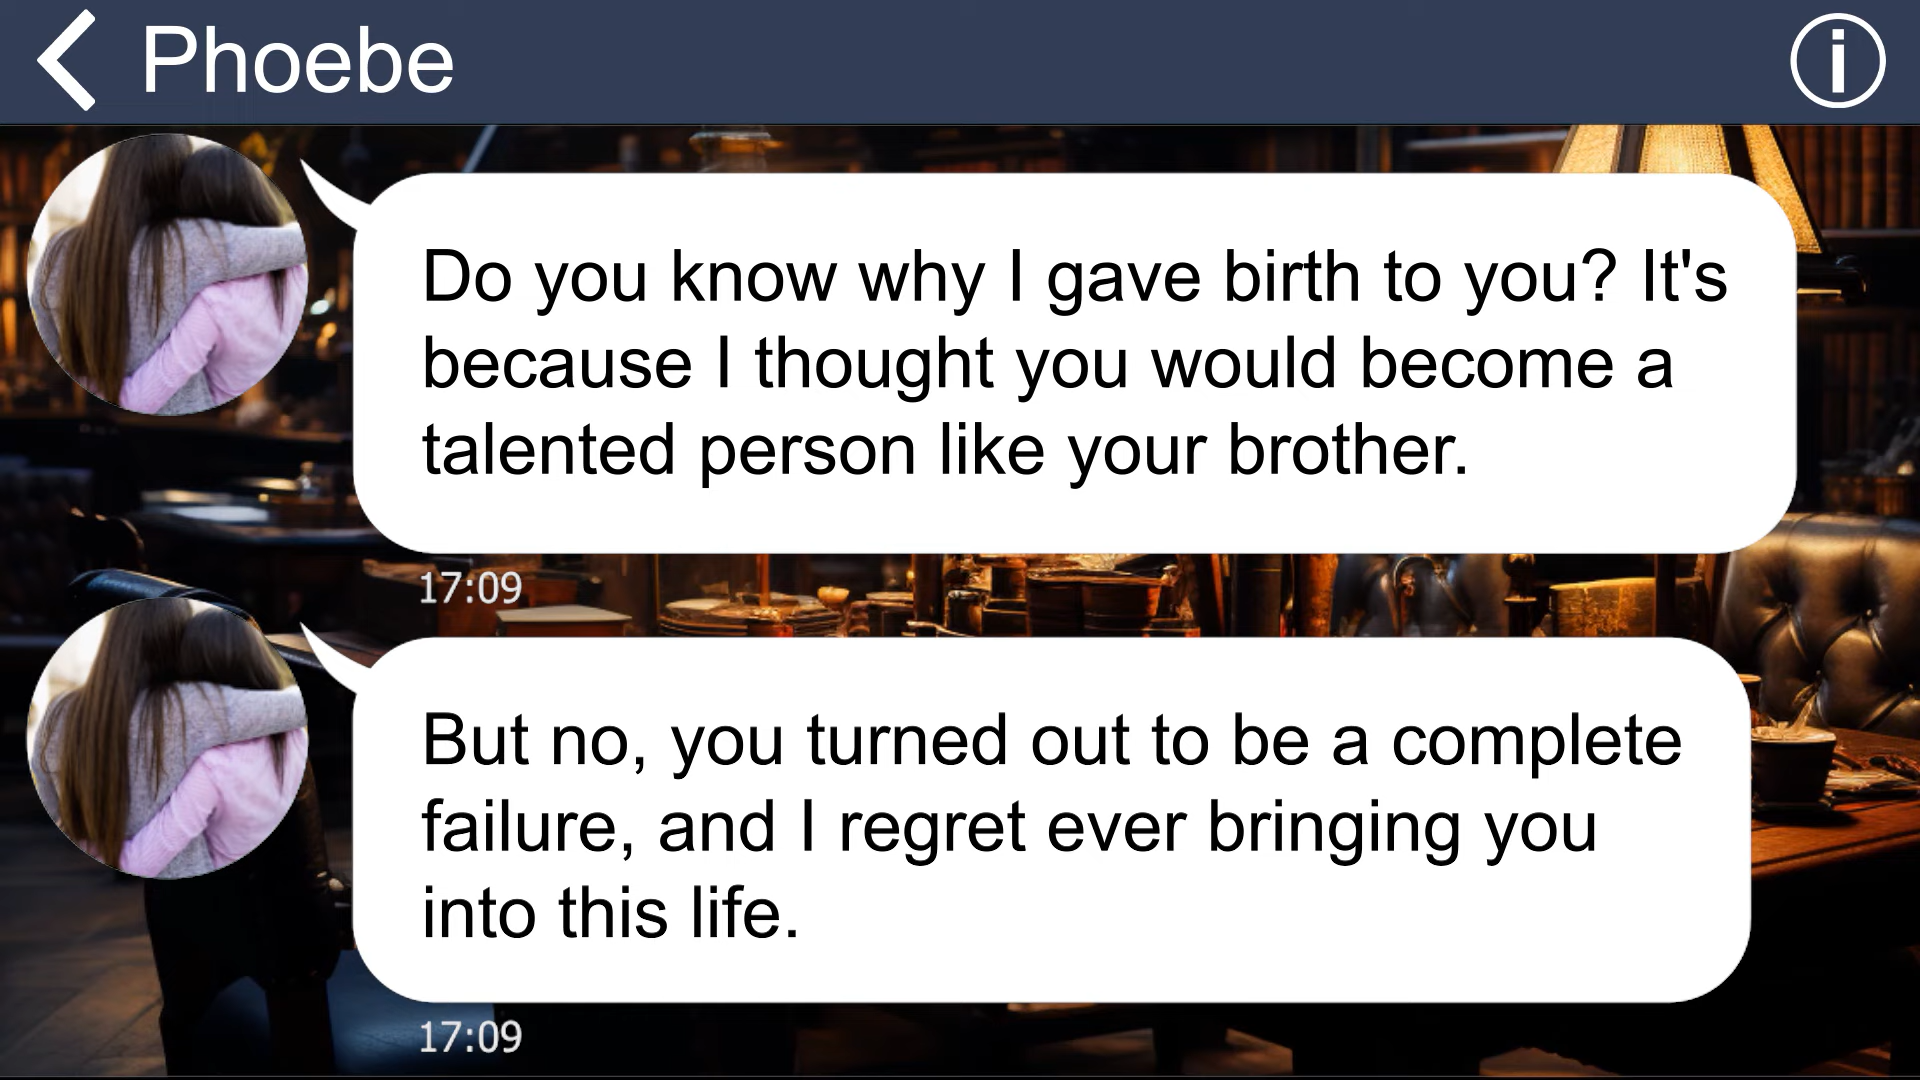 Phoebe
Do you know why I gave birth to you? It's
because I thought you would become a
talented person like your brother.
17:09
But no, you turned out to be a complete
failure, and I regret ever bringing you
into this life.
17:09